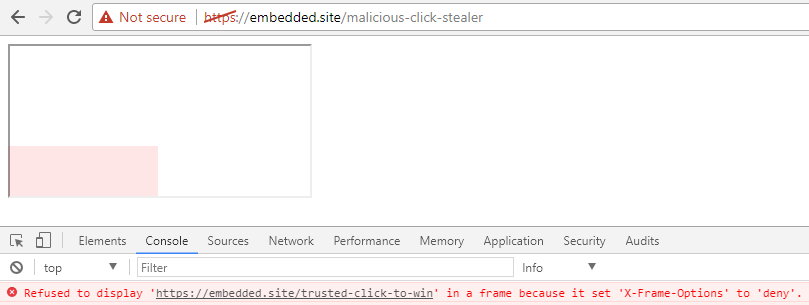 Not secure https://embedded.site/malicious-click-stealer
Elements Console Sources Network Performance Memory Application Security Audits
top Filter Info
Refused to display 'https://embedded.site/trusted-click-to-win' in a frame because it set 'X-Frame-Options' to 'deny'.